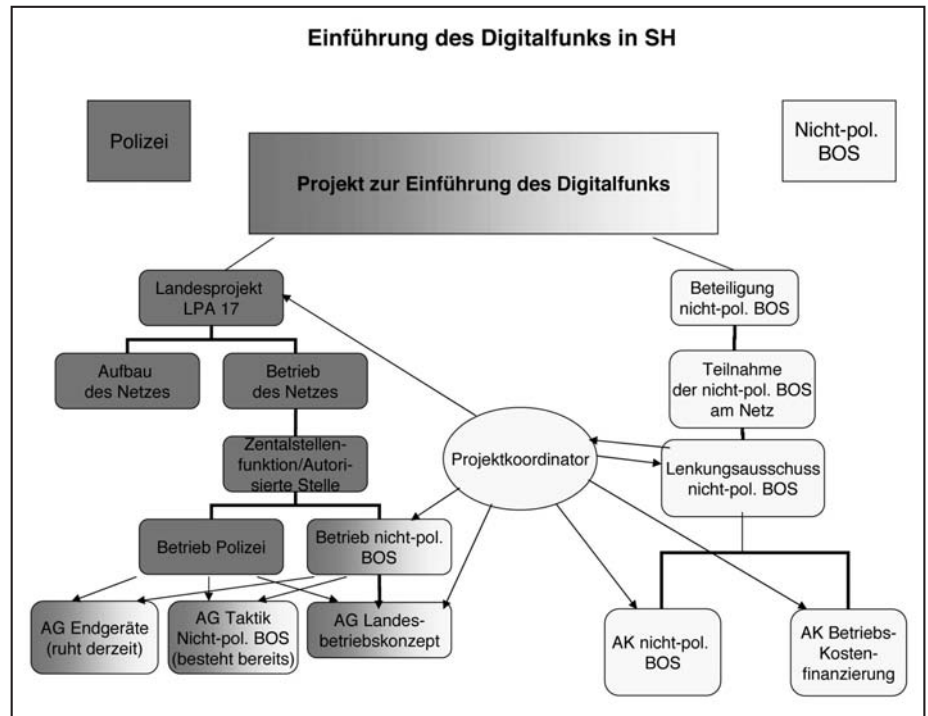 Einführung des Digitalfunks in SH
Polizei
Nicht-pol.
BOS
Projekt zur Einführung des Digitalfunks
Landesprojekt
LPA 17
Beteiligung
nicht-pol. BOS
Aufbau
des Netzes
Betrieb
des Netzes
Teilnahme
der nicht-pol. BOS
am Netz
Zentalstellen-
funktion/Autori-
sierte Stelle
Projektkoordinator
Lenkungsausschuss
nicht-pol. BOS
Betrieb Polizei
Betrieb nicht-pol.
BOS
AG Endgeräte
(ruht derzeit)
AG Taktik
Nicht-pol. BOS
(besteht bereits)
AG Landes-
betriebskonzept
AK nicht-pol.
BOS
AK Betriebs-
Kosten-
finanzierung